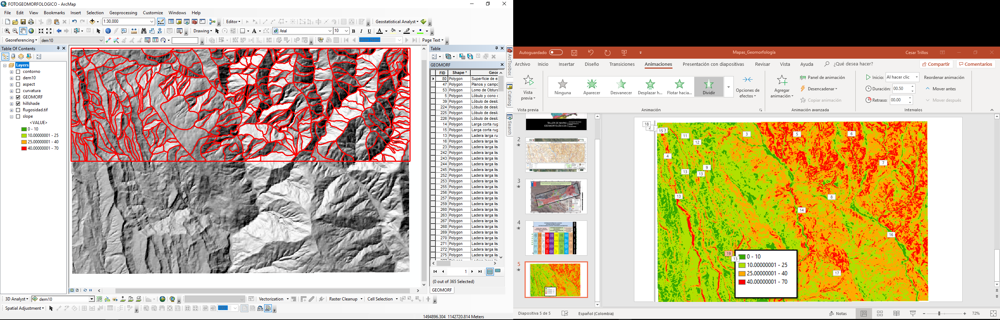 FOTOGEOMORFOLOGICO - ArcMap
File Edit View Bookmarks Insert Selection Geoprocessing Customize Windows Help
1:30,000 Editor Geostatistical Analyst
Drawing Arial 10 B I U A
Georeferencing dem10 Page Text
Table Of Contents
Layers
contorno
dem10
aspect
curvatura
GEOMORF
hillshade
Rugosidad.tif
slope
<VALUE>
0 - 10
10.00000001 - 25
25.00000001 - 40
40.00000001 - 70
Table
GEOMORF
FID Shape * Geor
80 Polygon Superficie de e
47 Polygon Planos y campo
53 Polygon Lomo de Obtura
5 Polygon Lóbulo y cono d
39 Polygon Lóbulo de desli
224 Polygon Lóbulo de desli
225 Polygon Lóbulo de desli
226 Polygon Lóbulo de desli
14 Polygon Larga corta rug
15 Polygon Larga corta rug
13 Polygon Ladera larga ru
16 Polygon Ladera larga lis
23 Polygon Ladera larga lis
242 Polygon Ladera larga lis
243 Polygon Ladera larga lis
244 Polygon Ladera larga lis
245 Polygon Ladera larga lis
252 Polygon Ladera larga lis
253 Polygon Ladera larga lis
255 Polygon Ladera larga lis
256 Polygon Ladera larga lis
257 Polygon Ladera larga lis
259 Polygon Ladera larga lis
260 Polygon Ladera larga lis
263 Polygon Ladera larga lis
267 Polygon Ladera larga lis
268 Polygon Ladera larga lis
269 Polygon Ladera larga lis
270 Polygon Ladera larga lis
271 Polygon Ladera larga lis
272 Polygon Ladera larga lis
275 Polygon Ladera larga lis
1
(0 out of 365 Selected)
GEOMORF
ArcToolbox
Catalog
Search
3D Analyst dem10 Vectorization Raster Cleanup Cell Selection
Spatial Adjustment
1494896.304 1142720.814 Meters
Autoguardado Mapas_Geomorfología Cesar Trillos
Archivo Inicio Insertar Diseño Transiciones Animaciones Presentación con diapositivas Revisar Vista Ayuda ¿Qué desea hacer? Compartir Comentarios
Vista previa
Ninguna Aparecer Desvanecer Desplazar h... Flotar hacia... Dividir
Opciones de efectos
Agregar animación
Panel de animación
Desencadenar
Copiar animación
Inicio: Al hacer clic
Duración: 00.50
Retraso: 00.00
Reordenar animación
Mover antes
Mover después
Vista previa Animación Animación avanzada Intervalos
TALLER DE MAPAS
GEOMORFOLÓGICOS
2
3
4
5
18
2
15
11
12
3
5
6
4
7
13
9
13
13
8
14
16
19
13
17
0 - 10
10.00000001 - 25
25.00000001 - 40
40.00000001 - 70
Diapositiva 5 de 5 Español (Colombia) Notas 72%